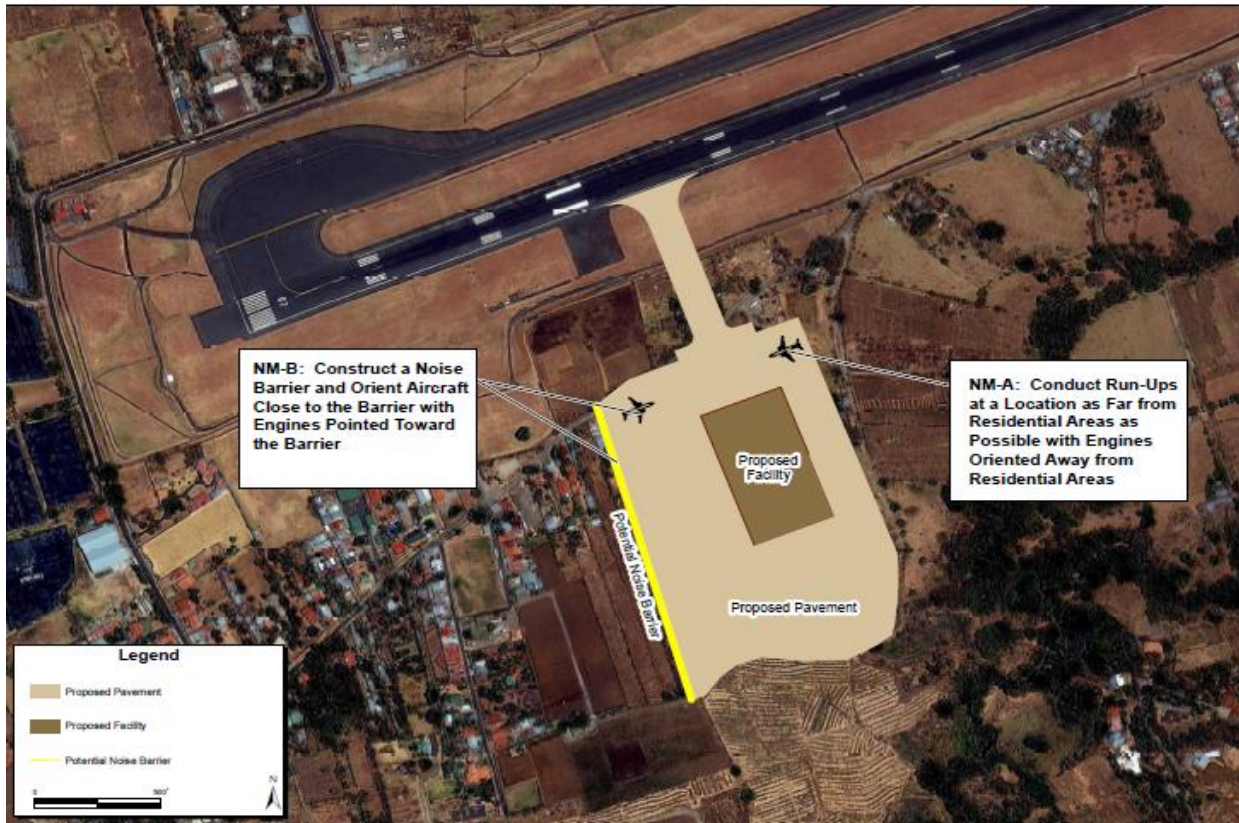 NM-B: Construct a Noise
Barrier and Orient Aircraft
Close to the Barrier with
Engines Pointed Toward
the Barrier
NM-A: Conduct Run-Ups
at a Location as Far from
Residential Areas as
Possible with Engines
Oriented Away from
Residential Areas
Proposed
Facility
Potential Noise Barrier
Proposed Pavement
Legend
Proposed Pavement
Proposed Facility
Potential Noise Barrier
0
500'
N
07